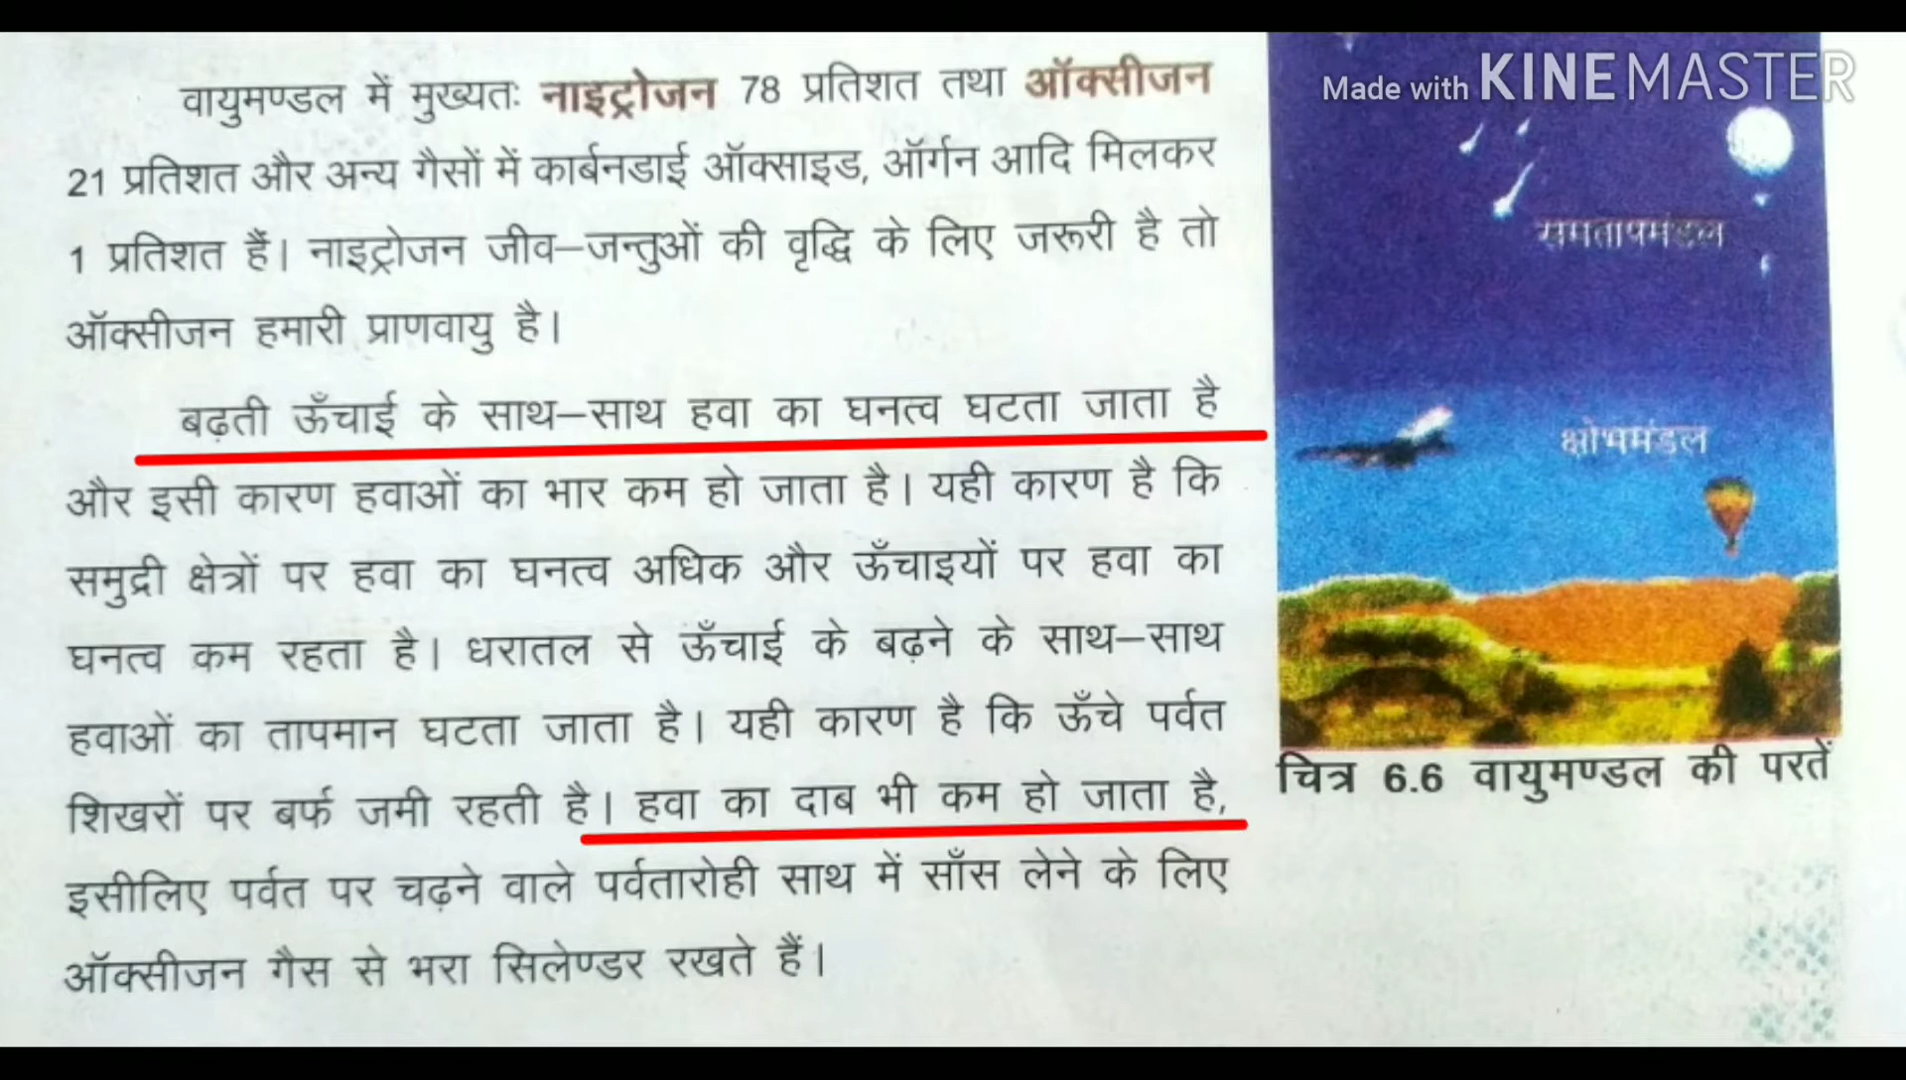 वायुमण्डल में मुख्यतः नाइट्रोजन 78 प्रतिशत तथा ऑक्सीजन
21 प्रतिशत और अन्य गैसों में कार्बनडाई ऑक्साइड, ऑर्गन आदि मिलकर
1 प्रतिशत हैं। नाइट्रोजन जीव–जन्तुओं की वृद्धि के लिए जरूरी है तो
ऑक्सीजन हमारी प्राणवायु है।
बढ़ती ऊँचाई के साथ–साथ हवा का घनत्व घटता जाता है
और इसी कारण हवाओं का भार कम हो जाता है। यही कारण है कि
समुद्री क्षेत्रों पर हवा का घनत्व अधिक और ऊँचाइयों पर हवा का
घनत्व कम रहता है। धरातल से ऊँचाई के बढ़ने के साथ–साथ
हवाओं का तापमान घटता जाता है। यही कारण है कि ऊँचे पर्वत
शिखरों पर बर्फ जमी रहती है। हवा का दाब भी कम हो जाता है,
इसीलिए पर्वत पर चढ़ने वाले पर्वतारोही साथ में साँस लेने के लिए
ऑक्सीजन गैस से भरा सिलेण्डर रखते हैं।
Made with KINEMASTER
समतापमंडल
क्षोभमंडल
चित्र 6.6 वायुमण्डल की परतें